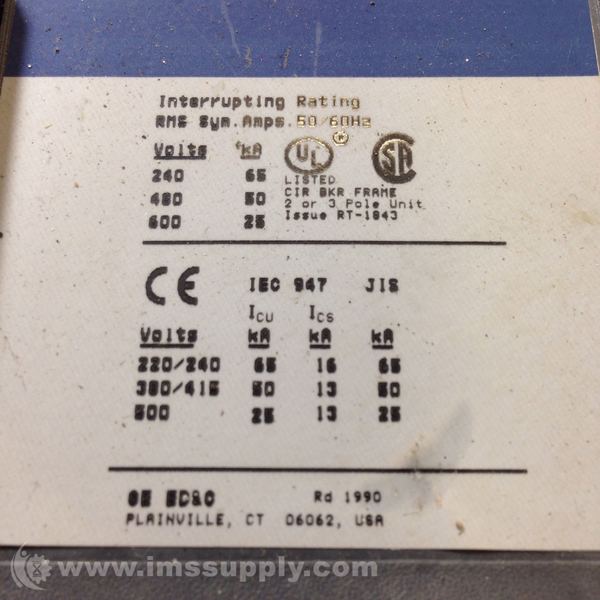 Interrupting Rating
RMS Sym. Amps. 50/60Hz
Volts kA UL ® SA
240 65 LISTED
480 50 CIR BKR FRAME
2 or 3 Pole Unit
600 25 Issue RT-1843
CE IEC 947 JIS
Icu Ics
Volts kA kA kA
220/240 65 16 65
380/415 50 13 50
500 25 13 25
GE ED&C Rd 1990
PLAINVILLE, CT 06062, USA
www.imssupply.com